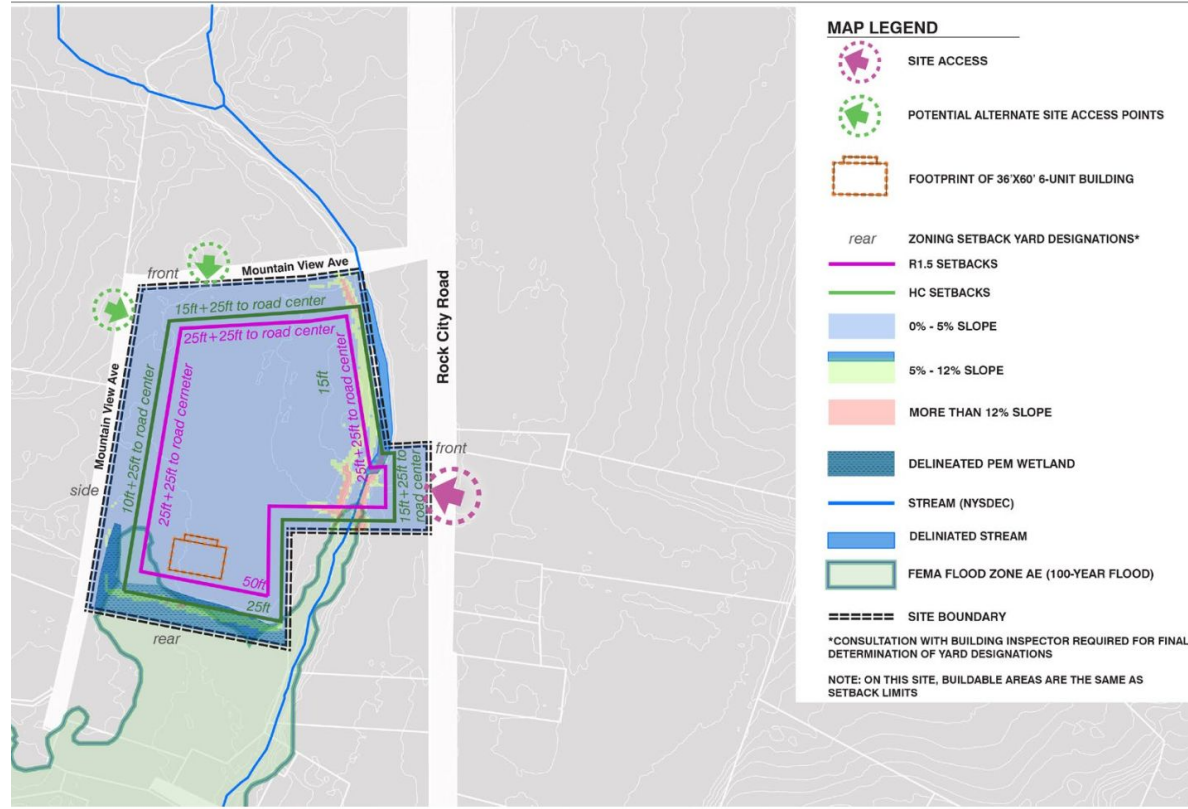 MAP LEGEND
SITE ACCESS
POTENTIAL ALTERNATE SITE ACCESS POINTS
FOOTPRINT OF 36'X60' 6-UNIT BUILDING
rear
ZONING SETBACK YARD DESIGNATIONS*
R1.5 SETBACKS
HC SETBACKS
0% - 5% SLOPE
5% - 12% SLOPE
MORE THAN 12% SLOPE
DELINEATED PEM WETLAND
STREAM (NYSDEC)
DELINIATED STREAM
FEMA FLOOD ZONE AE (100-YEAR FLOOD)
SITE BOUNDARY
*CONSULTATION WITH BUILDING INSPECTOR REQUIRED FOR FINAL
DETERMINATION OF YARD DESIGNATIONS
NOTE: ON THIS SITE, BUILDABLE AREAS ARE THE SAME AS
SETBACK LIMITS
front
Mountain View Ave
15ft+25ft to road center
25ft+25ft to road center
Rock City Road
15ft
25ft+25ft to road center
Mountain View Ave
10ft+25ft to road center
25ft+25ft to road cemeter
side
front
15ft+25ft to
road center
50ft
25ft
rear